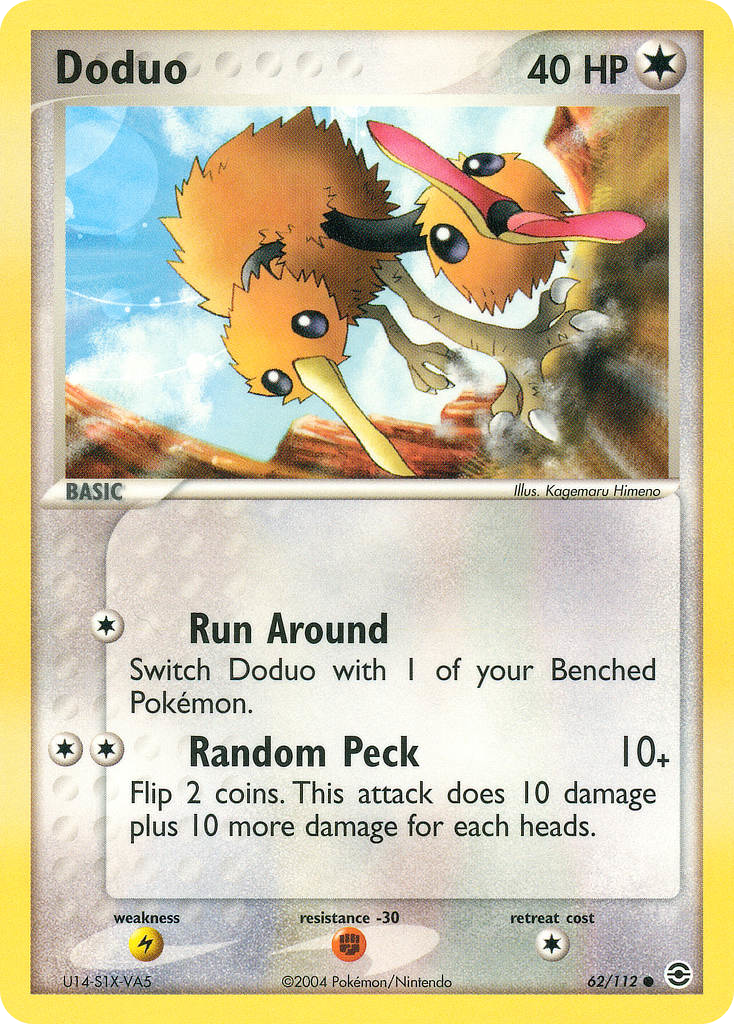 Doduo 40 HP
BASIC Illus. Kagemaru Himeno
Run Around
Switch Doduo with 1 of your Benched
Pokémon.
Random Peck 10+
Flip 2 coins. This attack does 10 damage
plus 10 more damage for each heads.
weakness resistance -30 retreat cost
U14-S1X-VA5 ©2004 Pokémon/Nintendo 62/112